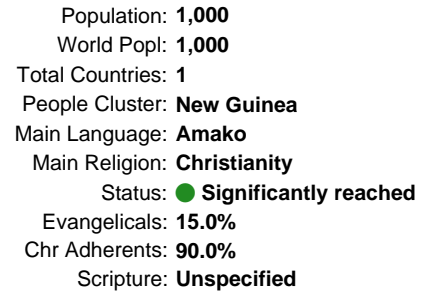 Population: 1,000
World Popl: 1,000
Total Countries: 1
People Cluster: New Guinea
Main Language: Amako
Main Religion: Christianity
Status: Significantly reached
Evangelicals: 15.0%
Chr Adherents: 90.0%
Scripture: Unspecified